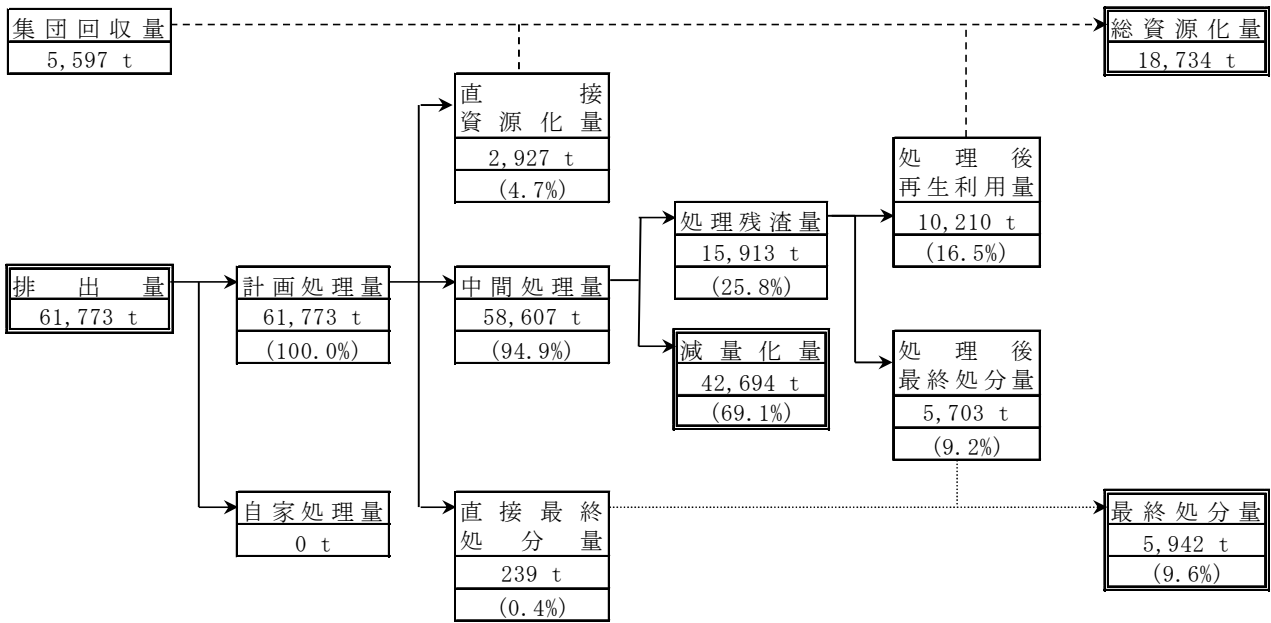 集団回収量
5,597 t
総資源化量
18,734 t
直接
資源化量
2,927 t
(4.7%)
処理後
再生利用量
10,210 t
(16.5%)
処理残渣量
15,913 t
(25.8%)
排出量
61,773 t
計画処理量
61,773 t
(100.0%)
中間処理量
58,607 t
(94.9%)
減量化量
42,694 t
(69.1%)
処理後
最終処分量
5,703 t
(9.2%)
自家処理量
0 t
直接最終
処分量
239 t
(0.4%)
最終処分量
5,942 t
(9.6%)